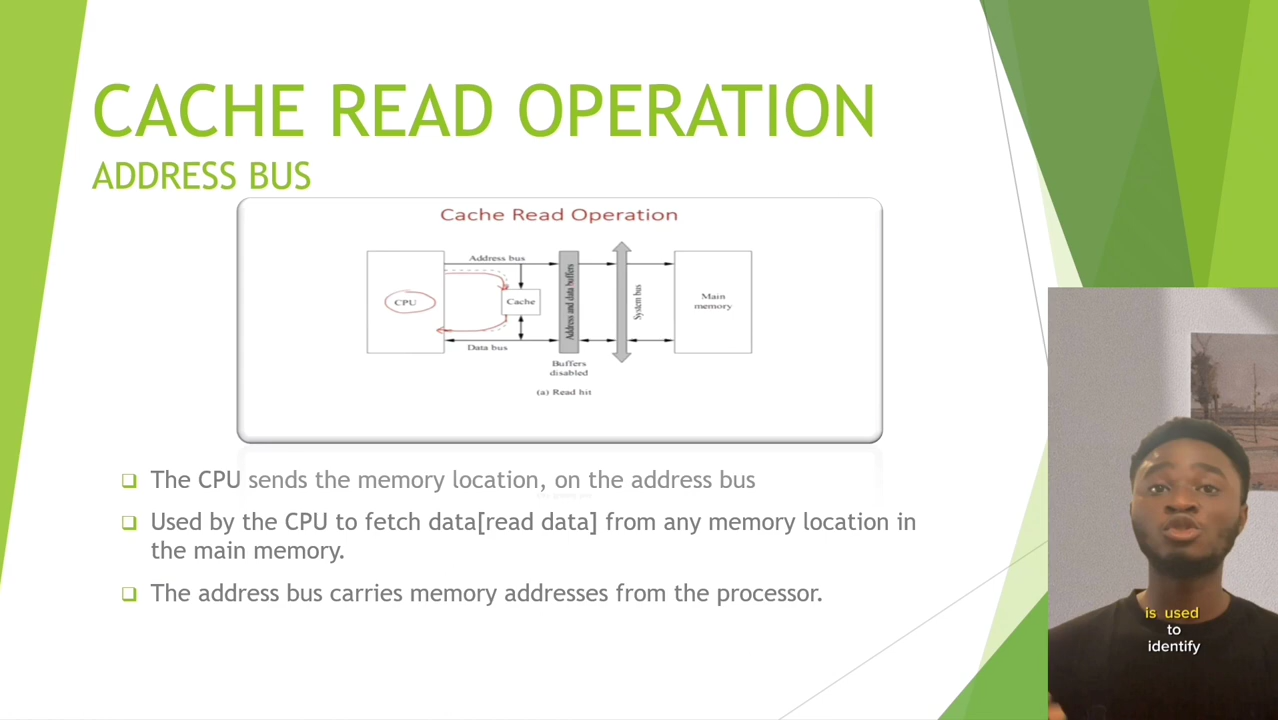 CACHE READ OPERATION
ADDRESS BUS
Cache Read Operation
Address bus
CPU
Cache
Address and data buffers
System bus
Main
memory
Data bus
Buffers
disabled
(a) Read hit
The CPU sends the memory location, on the address bus
Used by the CPU to fetch data[read data] from any memory location in
the main memory.
The address bus carries memory addresses from the processor.
is used
to
identify